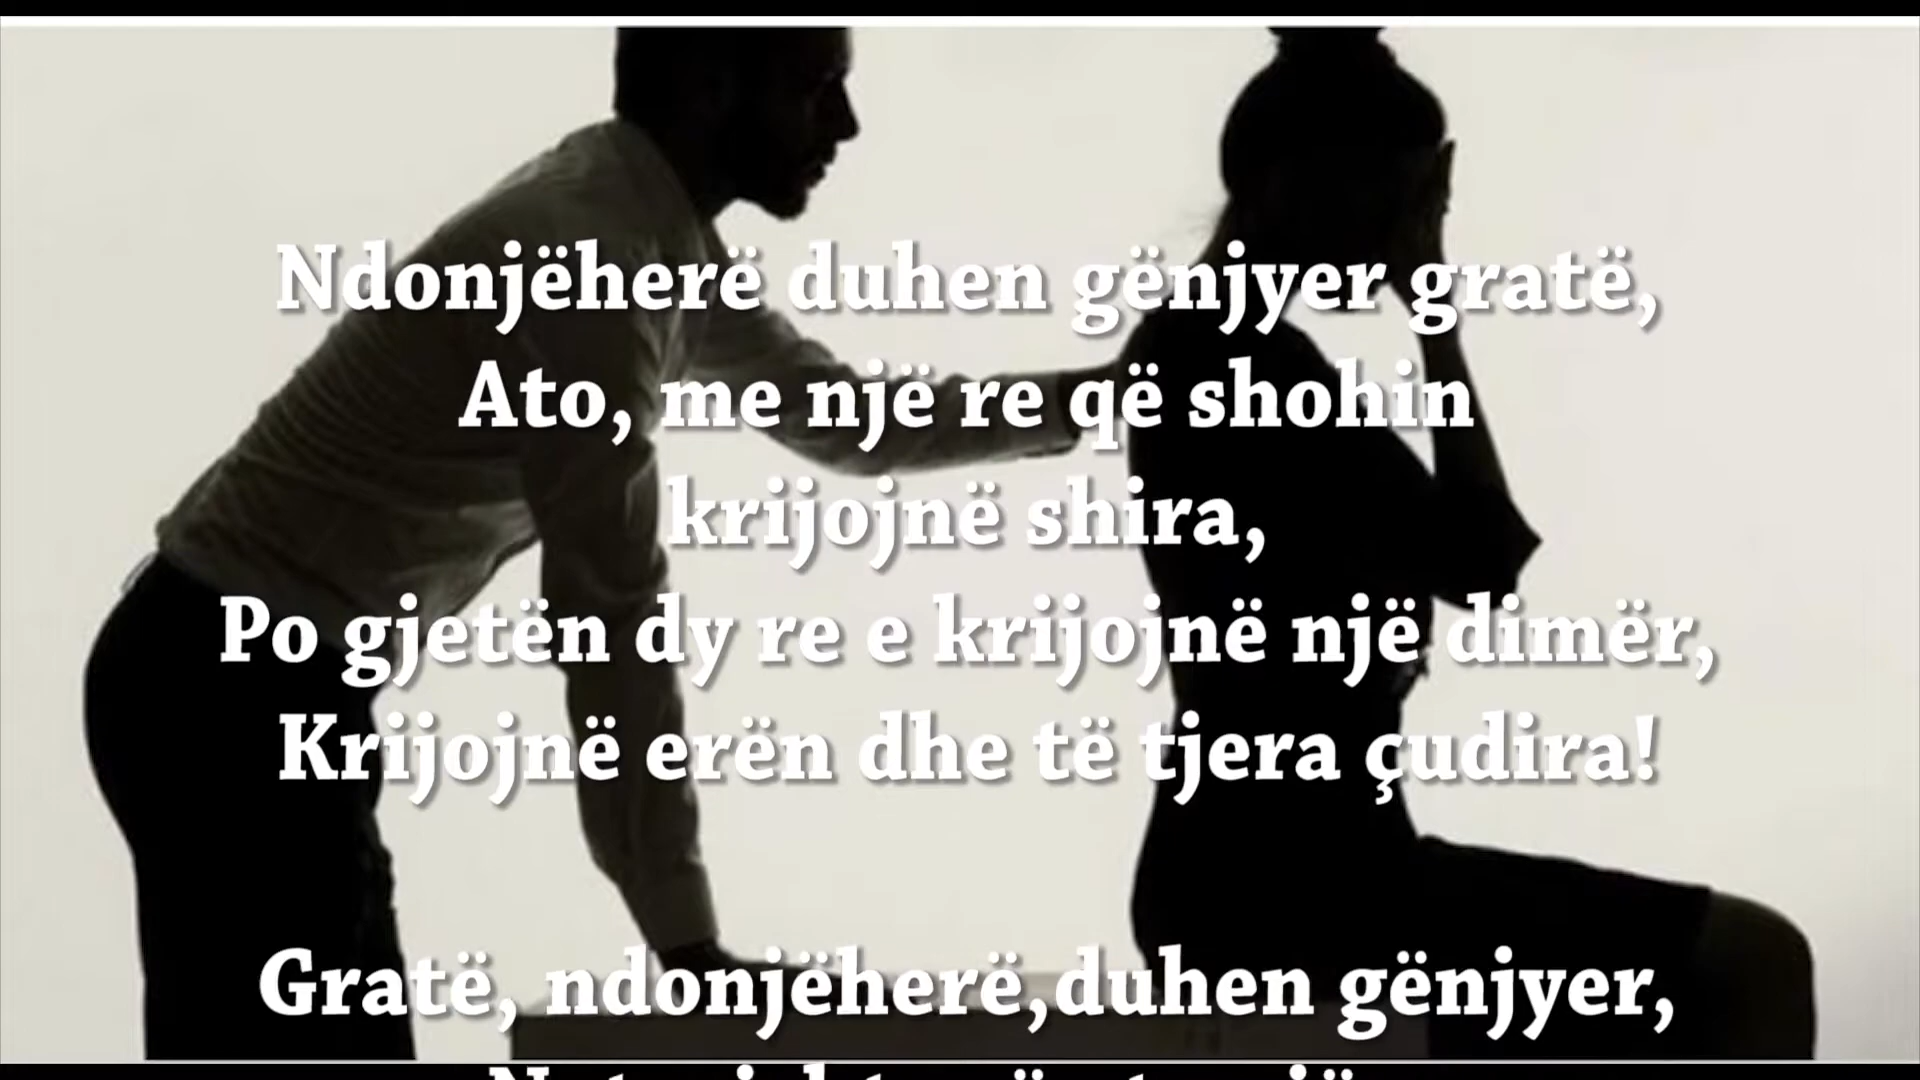 Ndonjëherë duhen gënjyer gratë,
Ato, me një re që shohin
krijojnë shira,
Po gjetën dy re e krijojnë një dimër,
Krijojnë erën dhe të tjera çudira!
Gratë, ndonjëherë,duhen gënjyer,